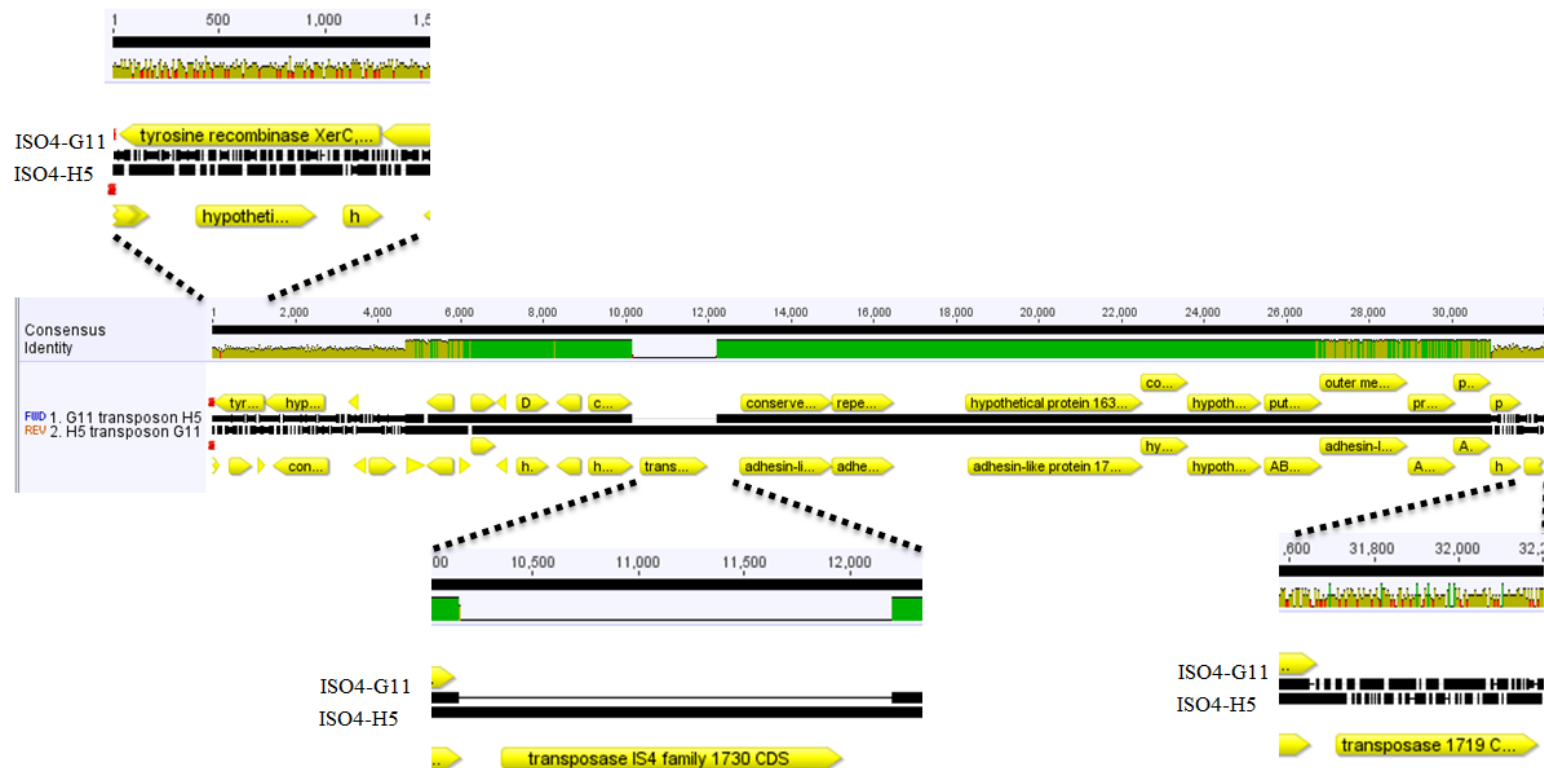 1 500 1,000 1,5
ISO4-G11 tyrosine recombinase XerC,...
ISO4-H5
hypotheti... h
1 2,000 4,000 6,000 8,000 10,000 12,000 14,000 16,000 18,000 20,000 22,000 24,000 26,000 28,000 30,000
Consensus
Identity
co... outer me... p..
tyr... hyp... D c... conserve... repe... hypothetical protein 163... hypoth... put... pr... p
FWD 1. G11 transposon H5
REV 2. H5 transposon G11
hy... adhesin-l... A.
con... h. h... trans... adhesin-li... adhe... adhesin-like protein 17... hypoth... AB... A... h
00 10,500 11,000 11,500 12,000
,600 31,800 32,000 32,2
ISO4-G11 ..
ISO4-H5
ISO4-G11
ISO4-H5
.. transposase IS4 family 1730 CDS
transposase 1719 C...